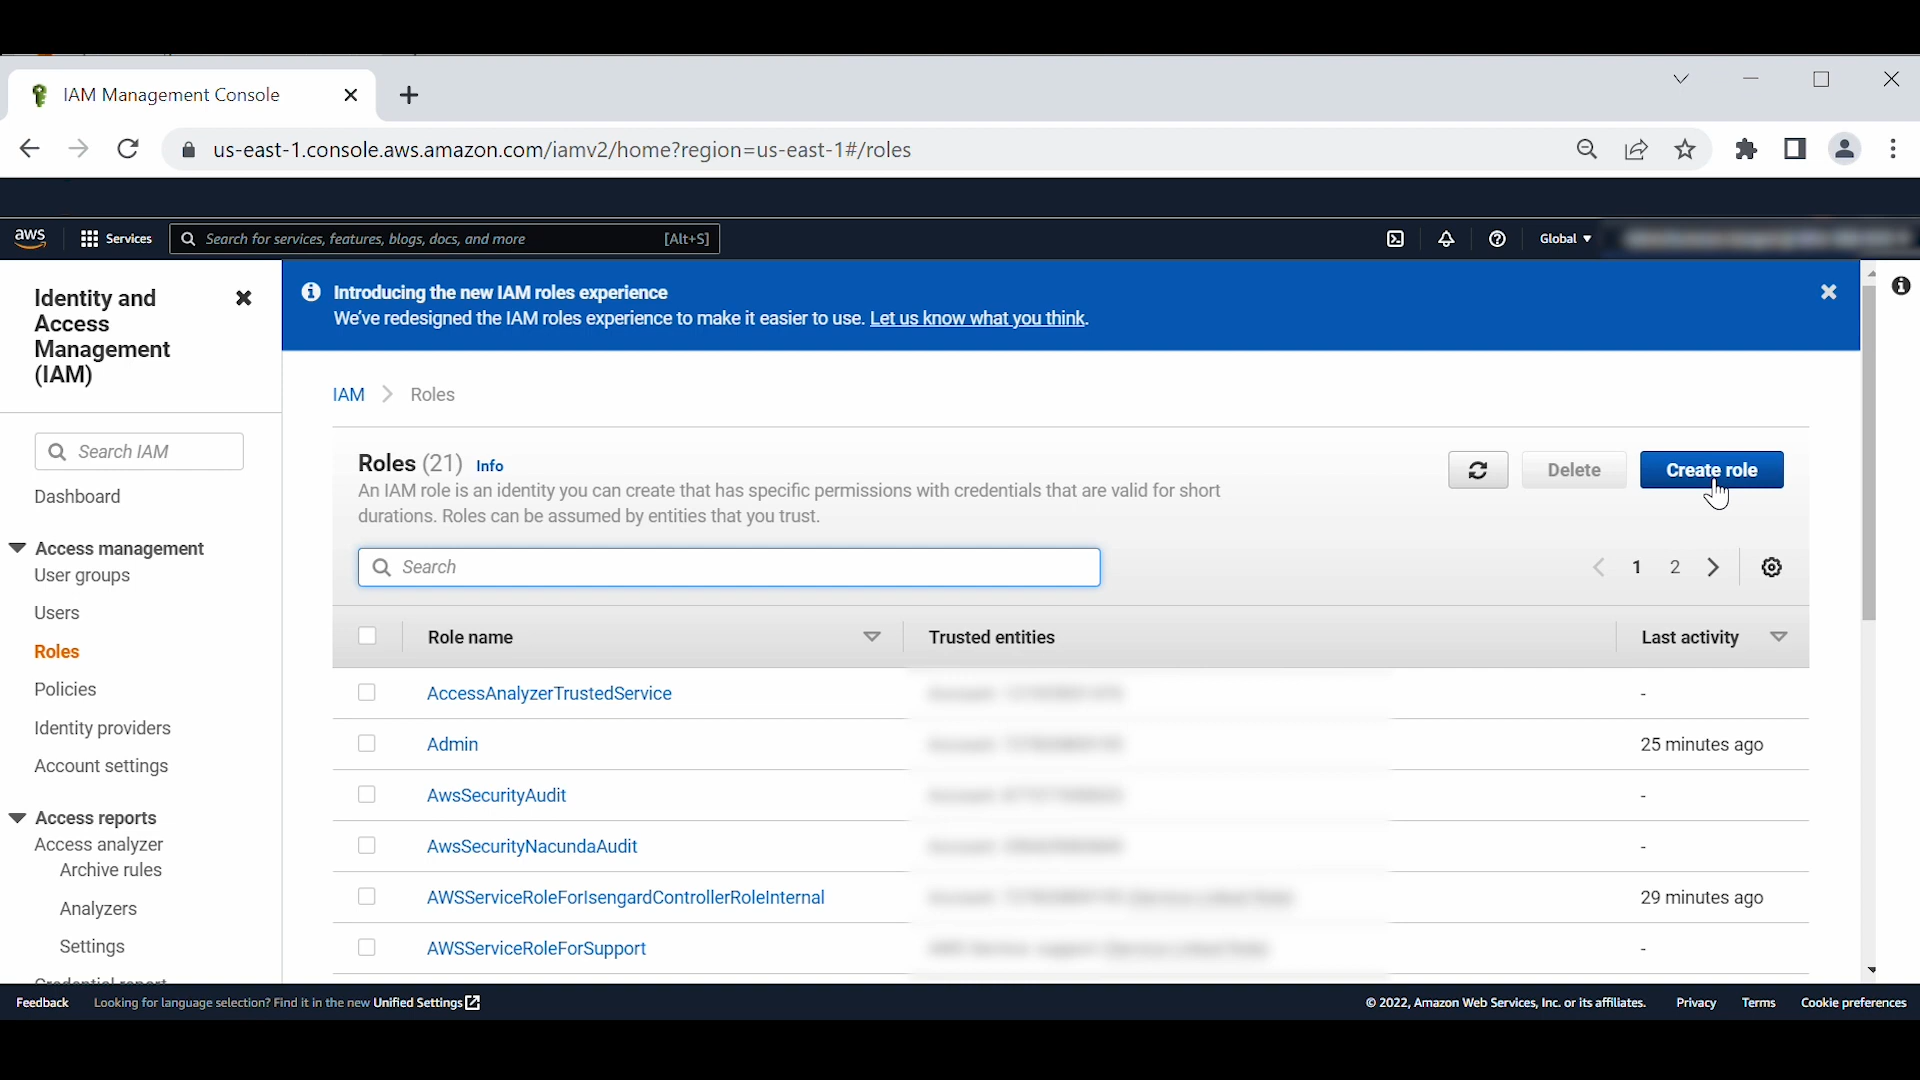 IAM Management Console
us-east-1.console.aws.amazon.com/iamv2/home?region=us-east-1#/roles
aws
Services
Search for services, features, blogs, docs, and more
[Alt+S]
Global
Identity and
Access
Management
(IAM)
Introducing the new IAM roles experience
We've redesigned the IAM roles experience to make it easier to use. Let us know what you think.
Search IAM
Dashboard
Access management
User groups
Users
Roles
Policies
Identity providers
Account settings
Access reports
Access analyzer
Archive rules
Analyzers
Settings
Credential report
IAM
Roles
Roles (21) Info
An IAM role is an identity you can create that has specific permissions with credentials that are valid for short
durations. Roles can be assumed by entities that you trust.
Delete
Create role
Search
1
2
Role name
Trusted entities
Last activity
AccessAnalyzerTrustedService
-
Admin
25 minutes ago
AwsSecurityAudit
-
AwsSecurityNacundaAudit
-
AWSServiceRoleForIsengardControllerRoleInternal
29 minutes ago
AWSServiceRoleForSupport
-
Feedback
Looking for language selection? Find it in the new Unified Settings
© 2022, Amazon Web Services, Inc. or its affiliates.
Privacy
Terms
Cookie preferences